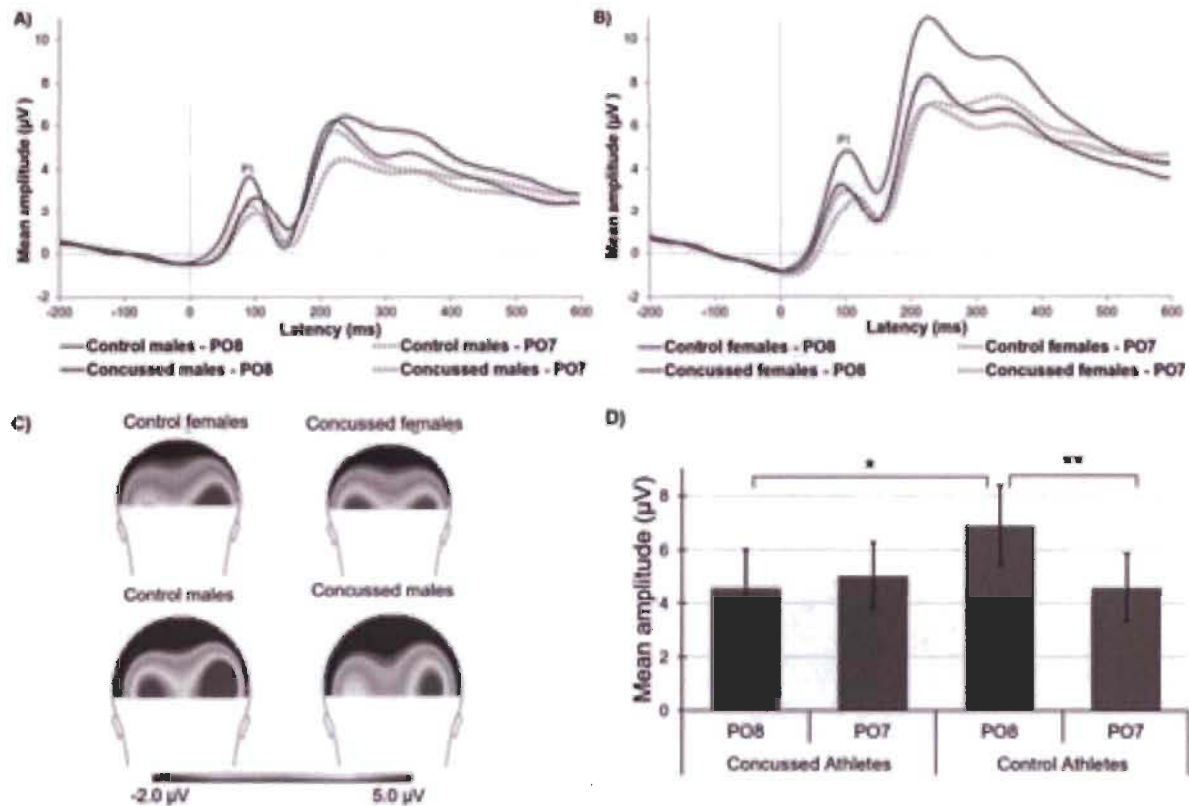 A)
Mean amplitude (µV)
10
8
6
4
2
0
-2
P1
-200 -100 0 100 200 300 400 500 600
Latency (ms)
Control males - PO8
Control males - PO7
Concussed males - PO8
Concussed males - PO7
B)
Mean amplitude (µV)
10
8
6
4
2
0
-2
P1
-200 -100 0 100 200 300 400 500 600
Latency (ms)
Control females - PO8
Control females - PO7
Concussed females - PO8
Concussed females - PO7
C)
Control females
Concussed females
Control males
Concussed males
-2.0 µV
5.0 µV
D)
Mean amplitude (µV)
8
6
4
2
0
*
**
PO8 PO7 PO8 PO7
Concussed Athletes Control Athletes